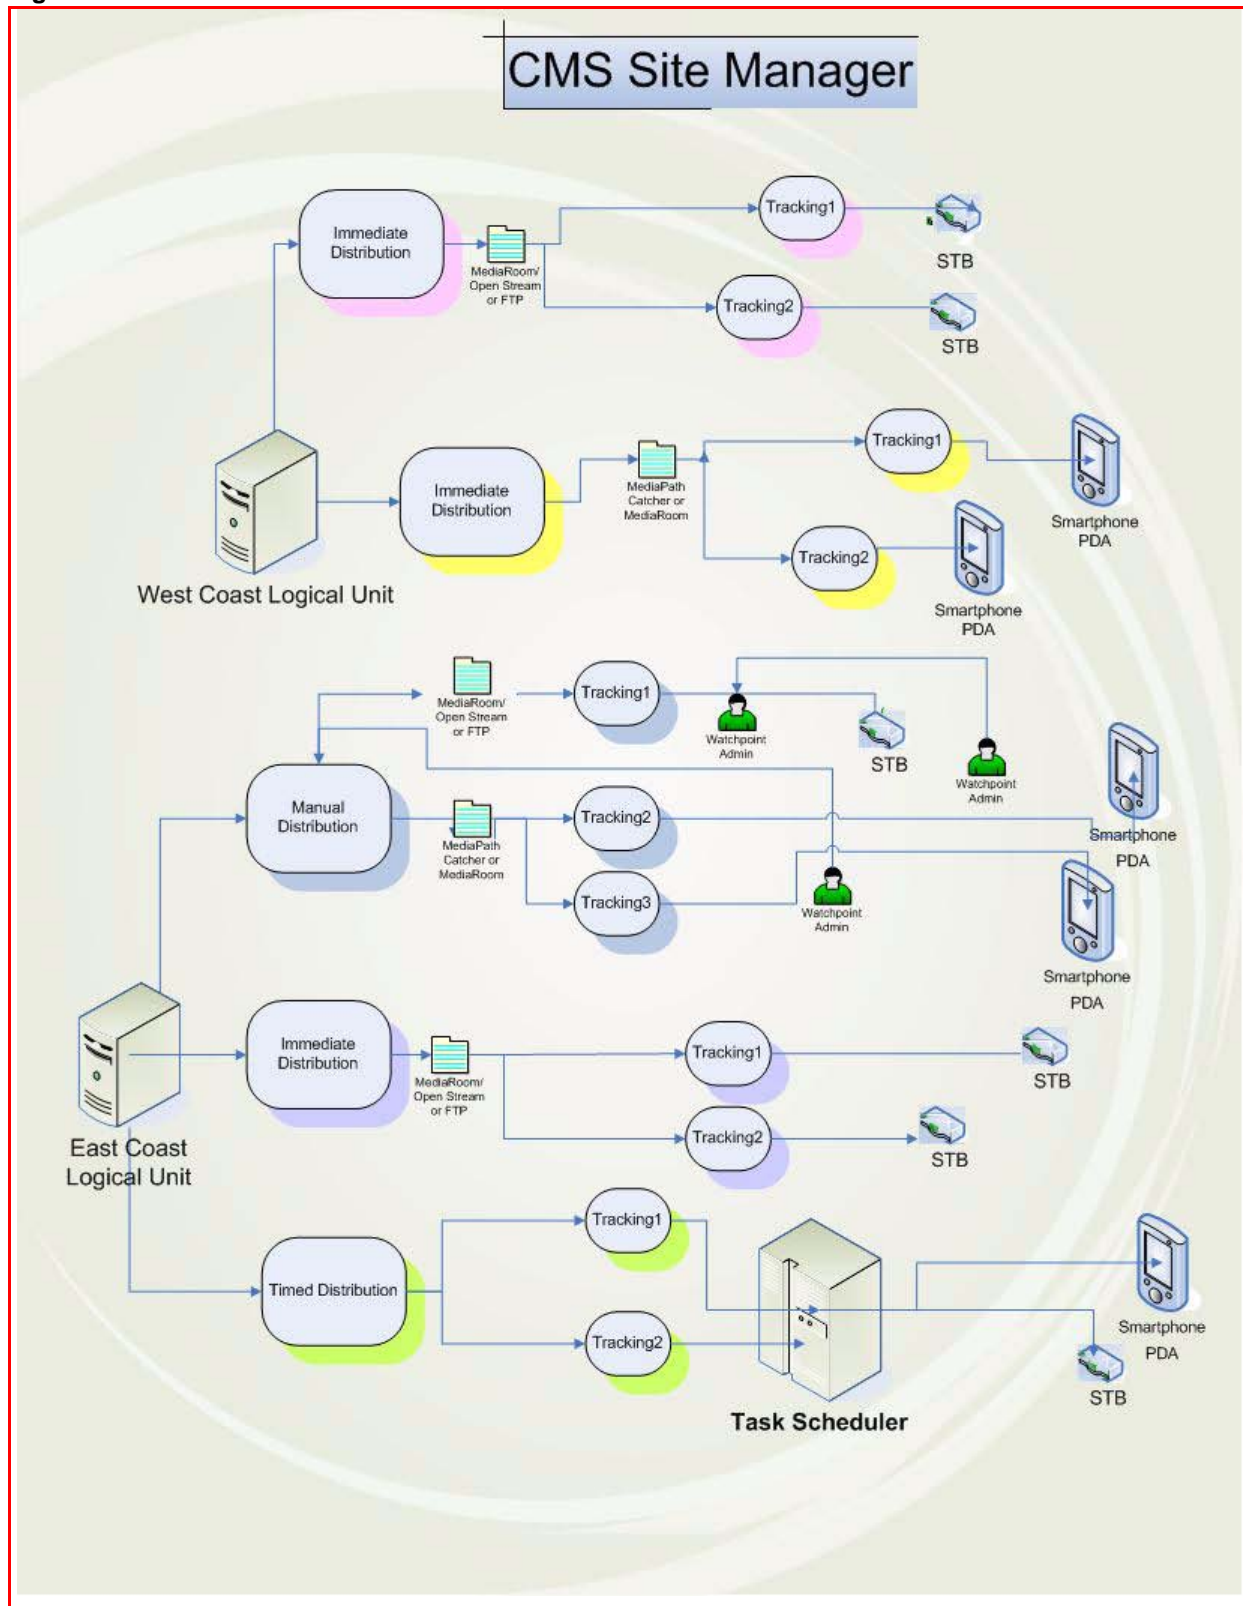 CMS Site Manager
Immediate
Distribution
MediaRoom/
Open Stream
or FTP
Tracking1
STB
Tracking2
STB
West Coast Logical Unit
Immediate
Distribution
MediaPath
Catcher or
MediaRoom
Tracking1
Smartphone
PDA
Tracking2
Smartphone
PDA
MediaRoom/
Open Stream
or FTP
Tracking1
Watchpoint
Admin
STB
Watchpoint
Admin
Manual
Distribution
MediaPath
Catcher or
MediaRoom
Tracking2
Smartphone
PDA
Tracking3
Watchpoint
Admin
Smartphone
PDA
East Coast
Logical Unit
Immediate
Distribution
MediaRoom/
Open Stream
or FTP
Tracking1
STB
Tracking2
STB
Timed Distribution
Tracking1
Tracking2
Task Scheduler
Smartphone
PDA
STB